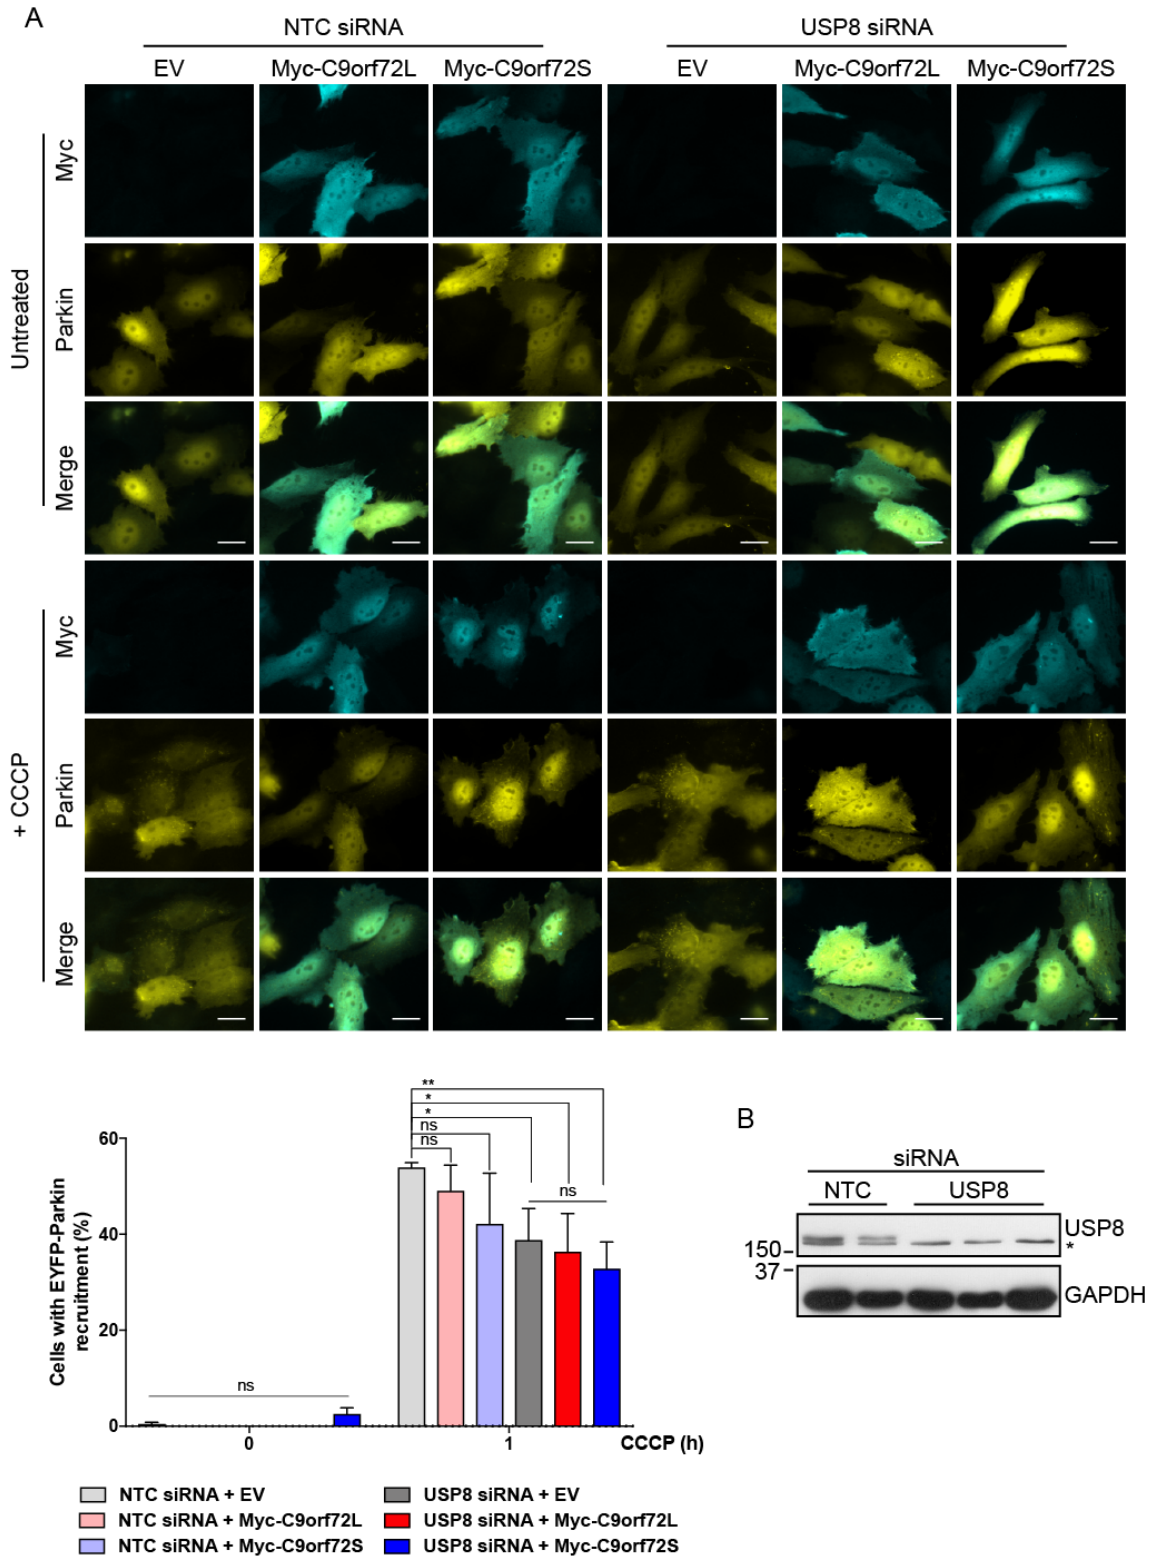 A
NTC siRNA
USP8 siRNA
EV
Myc-C9orf72L
Myc-C9orf72S
EV
Myc-C9orf72L
Myc-C9orf72S
Untreated
Myc
Parkin
Merge
+ CCCP
Myc
Parkin
Merge
**
*
*
ns
ns
ns
ns
Cells with EYFP-Parkin
recruitment (%)
60
40
20
0
0
1
CCCP (h)
NTC siRNA + EV
NTC siRNA + Myc-C9orf72L
NTC siRNA + Myc-C9orf72S
USP8 siRNA + EV
USP8 siRNA + Myc-C9orf72L
USP8 siRNA + Myc-C9orf72S
B
siRNA
NTC
USP8
USP8
*
150
37
GAPDH